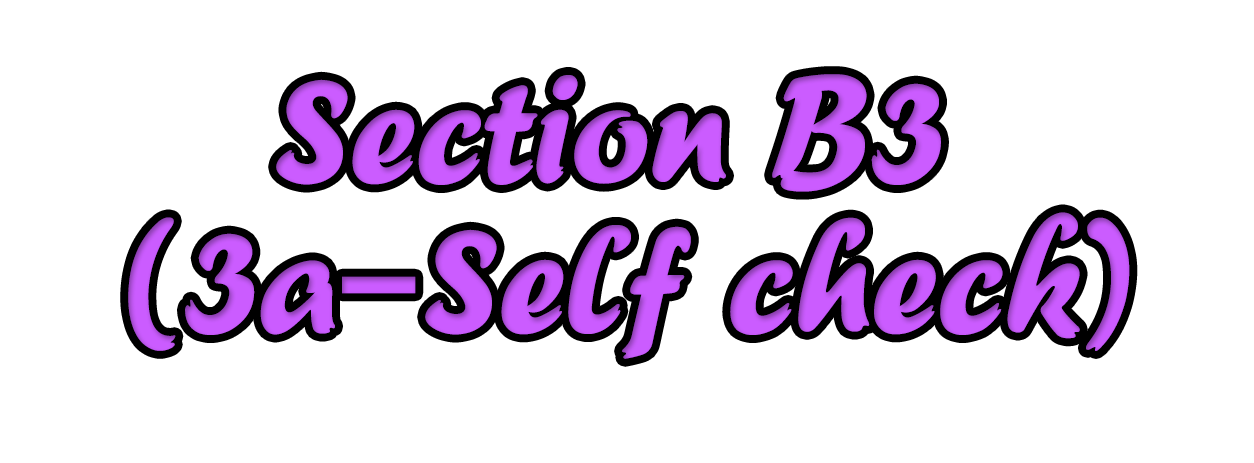 Section B3
(3a—Self check)